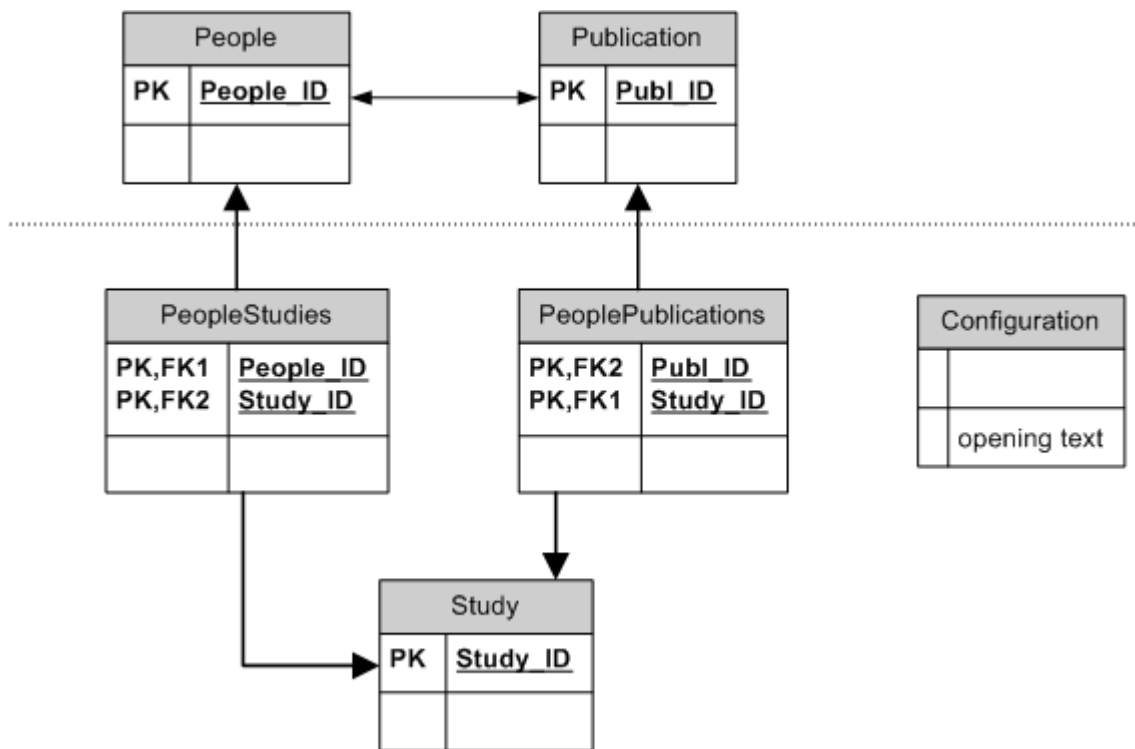 People
PK People_ID
Publication
PK Publ_ID
PeopleStudies
PK,FK1 People_ID
PK,FK2 Study_ID
PeoplePublications
PK,FK2 Publ_ID
PK,FK1 Study_ID
Configuration
opening text
Study
PK Study_ID